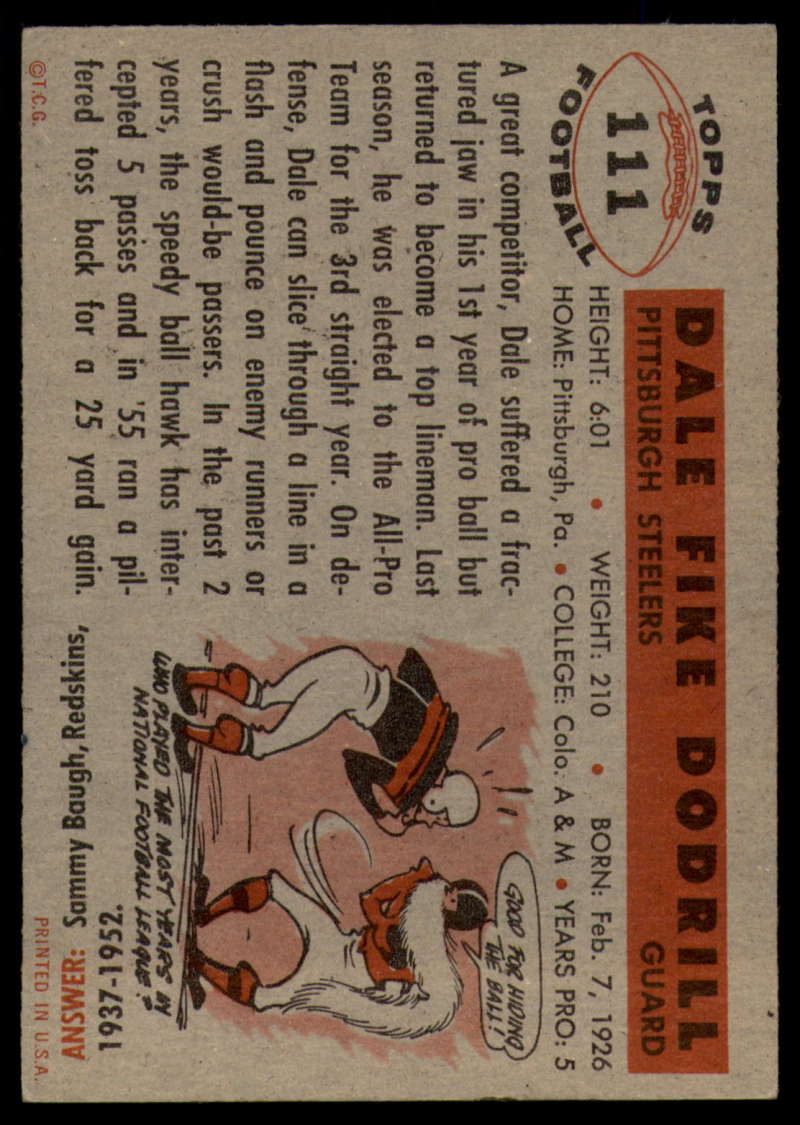 TOPPS
111
FOOTBALL
DALE FIKE DODRILL
PITTSBURGH STEELERS GUARD
HEIGHT: 6:01 • WEIGHT: 210 • BORN: Feb. 7, 1926
HOME: Pittsburgh, Pa. • COLLEGE: Colo. A & M • YEARS PRO: 5
A great competitor, Dale suffered a frac-
tured jaw in his 1st year of pro ball but
returned to become a top lineman. Last
season, he was elected to the All-Pro
Team for the 3rd straight year. On de-
fense, Dale can slice through a line in a
flash and pounce on enemy runners or
crush would-be passers. In the past 2
years, the speedy ball hawk has inter-
cepted 5 passes and in '55 ran a pil-
fered toss back for a 25 yard gain.
©T.C.G.
GOOD FOR HIDING
THE BALL!
WHO PLAYED THE MOST YEARS IN
NATIONAL FOOTBALL LEAGUE?
1937-1952.
ANSWER: Sammy Baugh, Redskins,
PRINTED IN U.S.A.